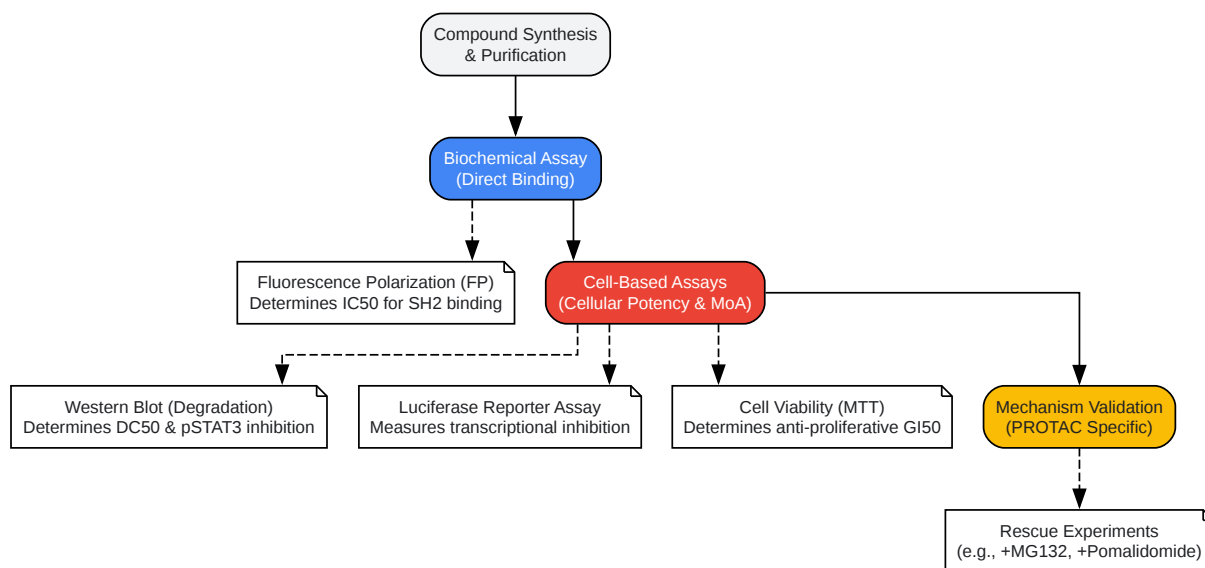 Compound Synthesis
& Purification
Biochemical Assay
(Direct Binding)
Fluorescence Polarization (FP)
Determines IC50 for SH2 binding
Cell-Based Assays
(Cellular Potency & MoA)
Western Blot (Degradation)
Determines DC50 & pSTAT3 inhibition
Luciferase Reporter Assay
Measures transcriptional inhibition
Cell Viability (MTT)
Determines anti-proliferative GI50
Mechanism Validation
(PROTAC Specific)
Rescue Experiments
(e.g., +MG132, +Pomalidomide)